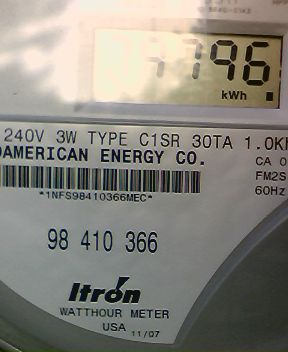 7796
kWh
240V 3W TYPE C1SR 30TA 1.0K
AMERICAN ENERGY CO.
CA 0
FM2S
60Hz
*1NFS98410366MEC*
98 410 366
Itron
WATTHOUR METER
USA 11/07